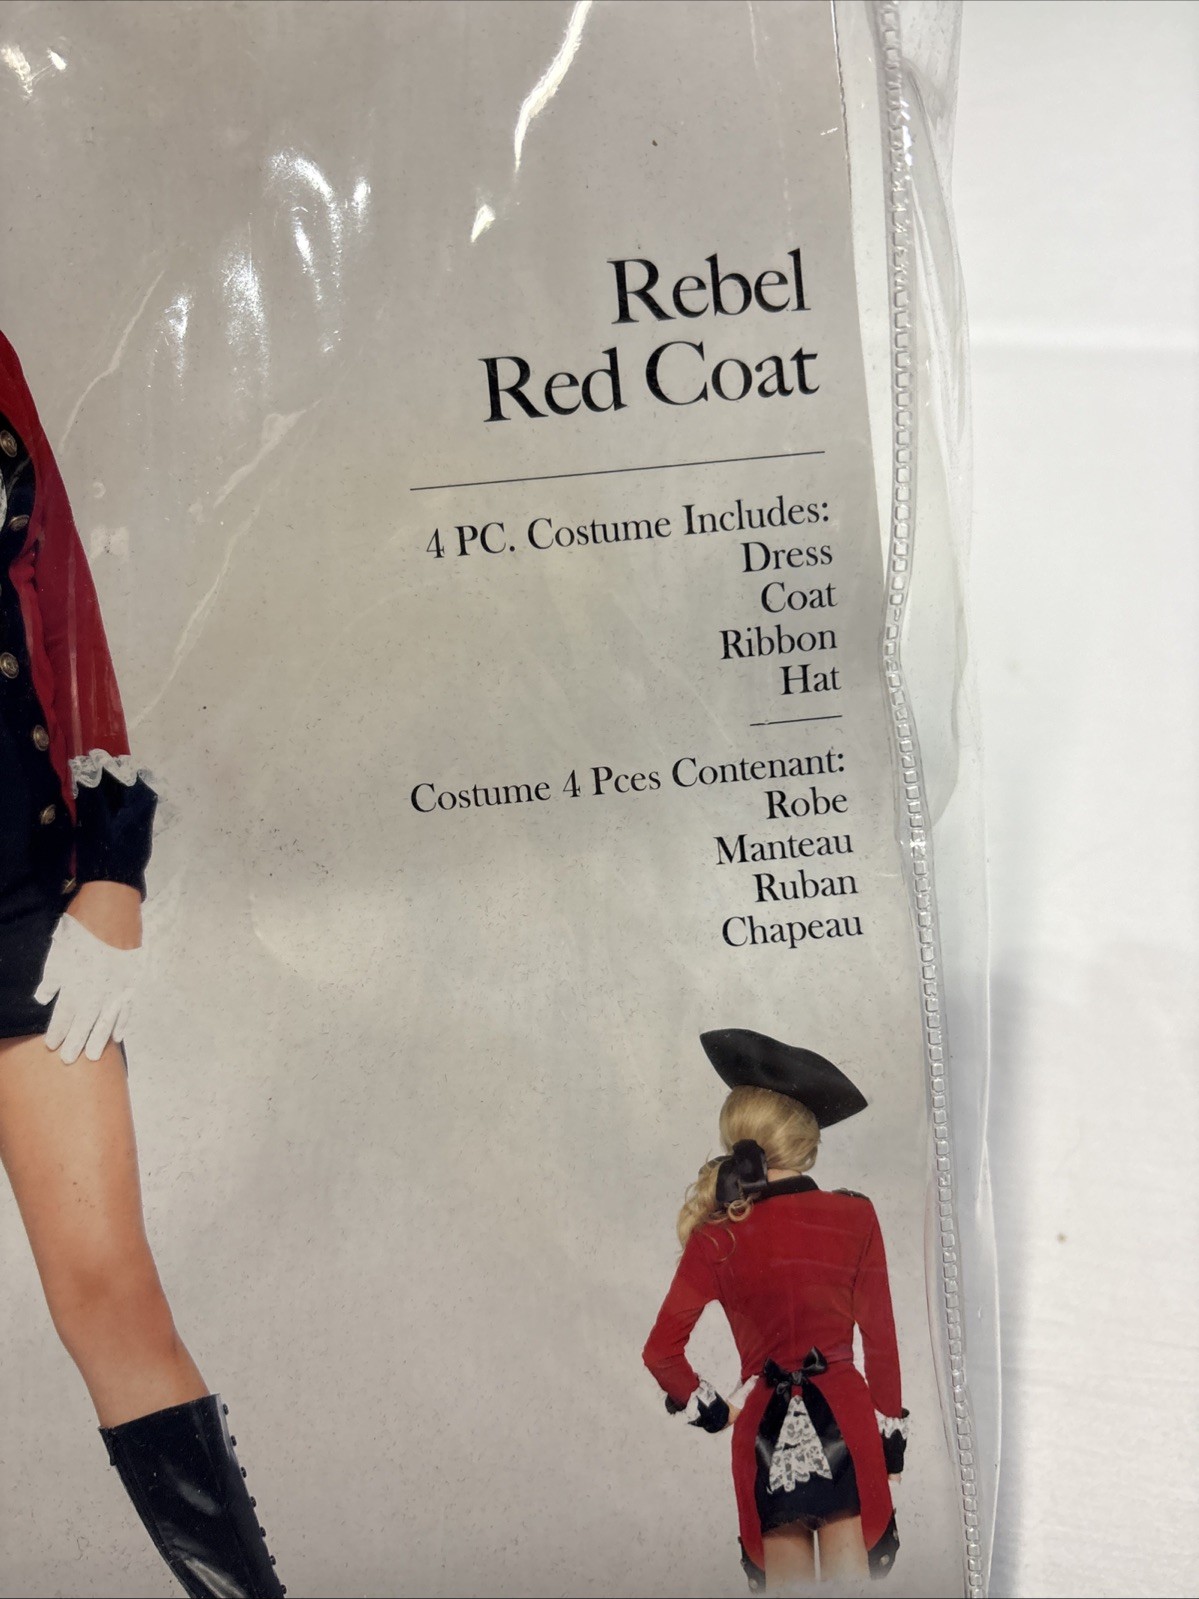 Rebel
Red Coat
4 PC. Costume Includes:
Dress
Coat
Ribbon
Hat
Costume 4 Pces Contenant:
Robe
Manteau
Ruban
Chapeau